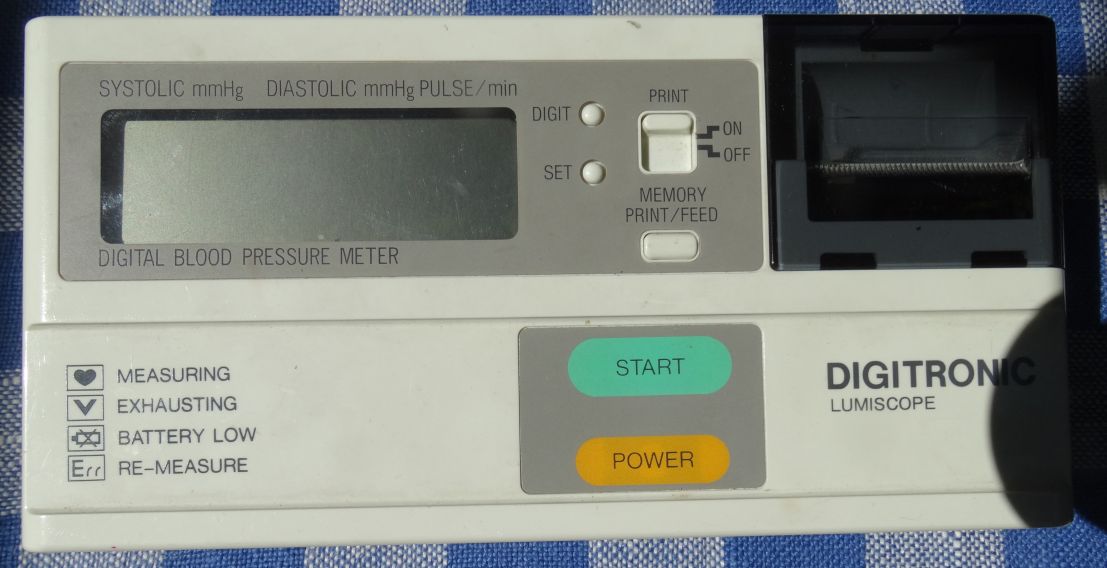 SYSTOLIC mmHg DIASTOLIC mmHg PULSE/min
DIGITAL BLOOD PRESSURE METER
DIGIT
SET
PRINT
ON
OFF
MEMORY
PRINT/FEED
MEASURING
EXHAUSTING
BATTERY LOW
Err RE-MEASURE
START
POWER
DIGITRONIC
LUMISCOPE